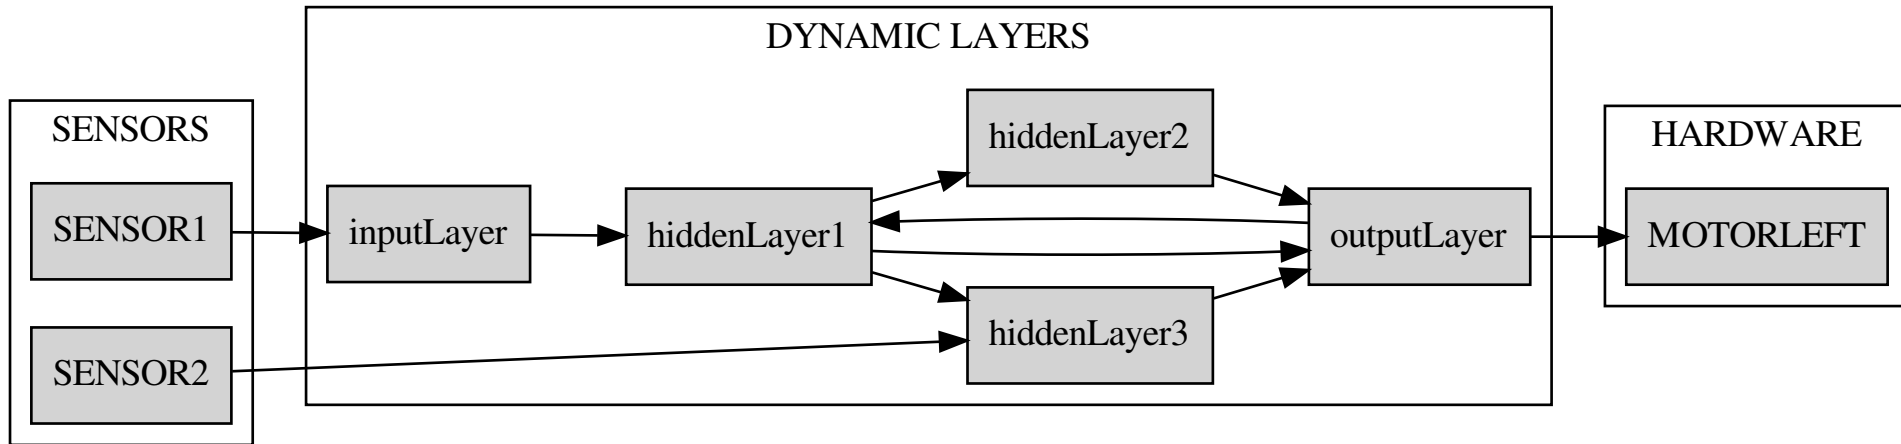 DYNAMIC LAYERS
SENSORS
SENSOR1
SENSOR2
inputLayer
hiddenLayer1
hiddenLayer2
hiddenLayer3
outputLayer
HARDWARE
MOTORLEFT